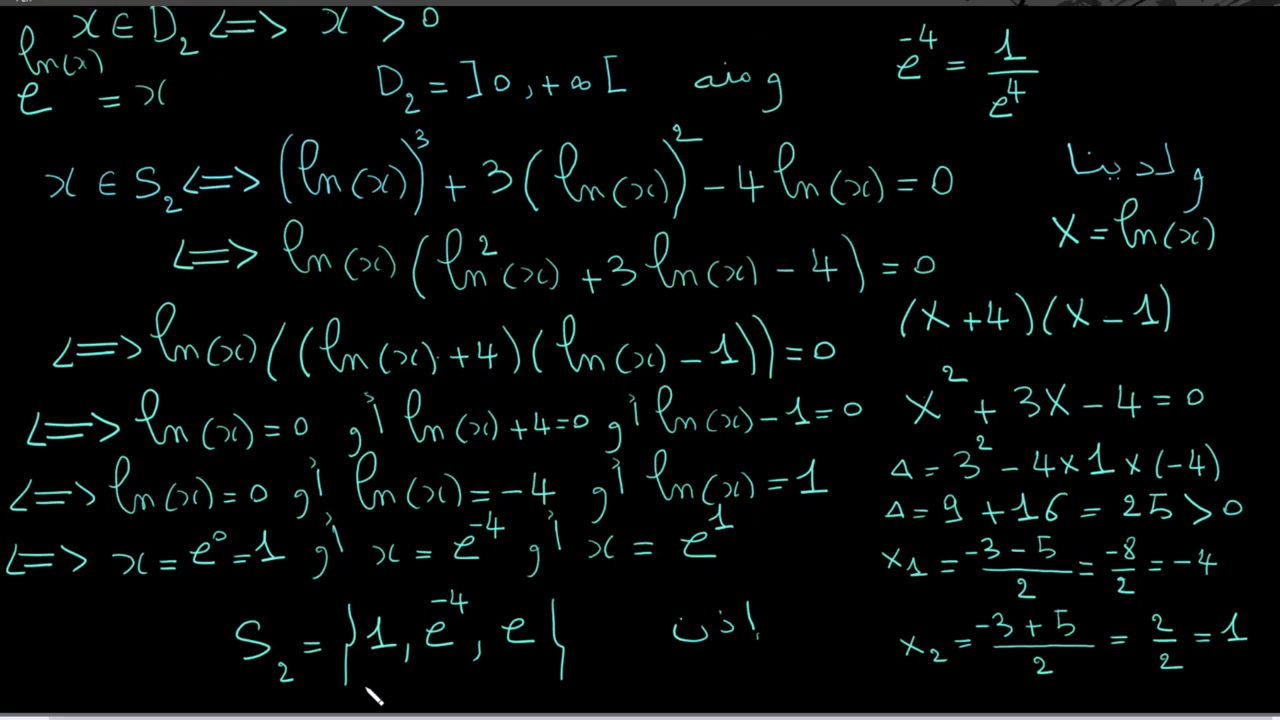 x ∈ D₂ <=> x > 0
e^ln(x) = x
D₂ = ]0, +∞[ ومنه
e⁻⁴ = 1/e⁴
x ∈ S₂ <=> (ln(x))³ + 3(ln(x))² - 4 ln(x) = 0
<=> ln(x)(ln²(x) + 3 ln(x) - 4) = 0
<=> ln(x)((ln(x) + 4)(ln(x) - 1)) = 0
<=> ln(x) = 0 أو ln(x) + 4 = 0 أو ln(x) - 1 = 0
<=> ln(x) = 0 أو ln(x) = -4 أو ln(x) = 1
<=> x = e⁰ = 1 أو x = e⁻⁴ أو x = e¹
S₂ = {1, e⁻⁴, e} إذن
ولدينا
X = ln(x)
(X + 4)(X - 1)
X² + 3X - 4 = 0
Δ = 3² - 4 × 1 × (-4)
Δ = 9 + 16 = 25 > 0
X₁ = (-3 - 5)/2 = -8/2 = -4
X₂ = (-3 + 5)/2 = 2/2 = 1